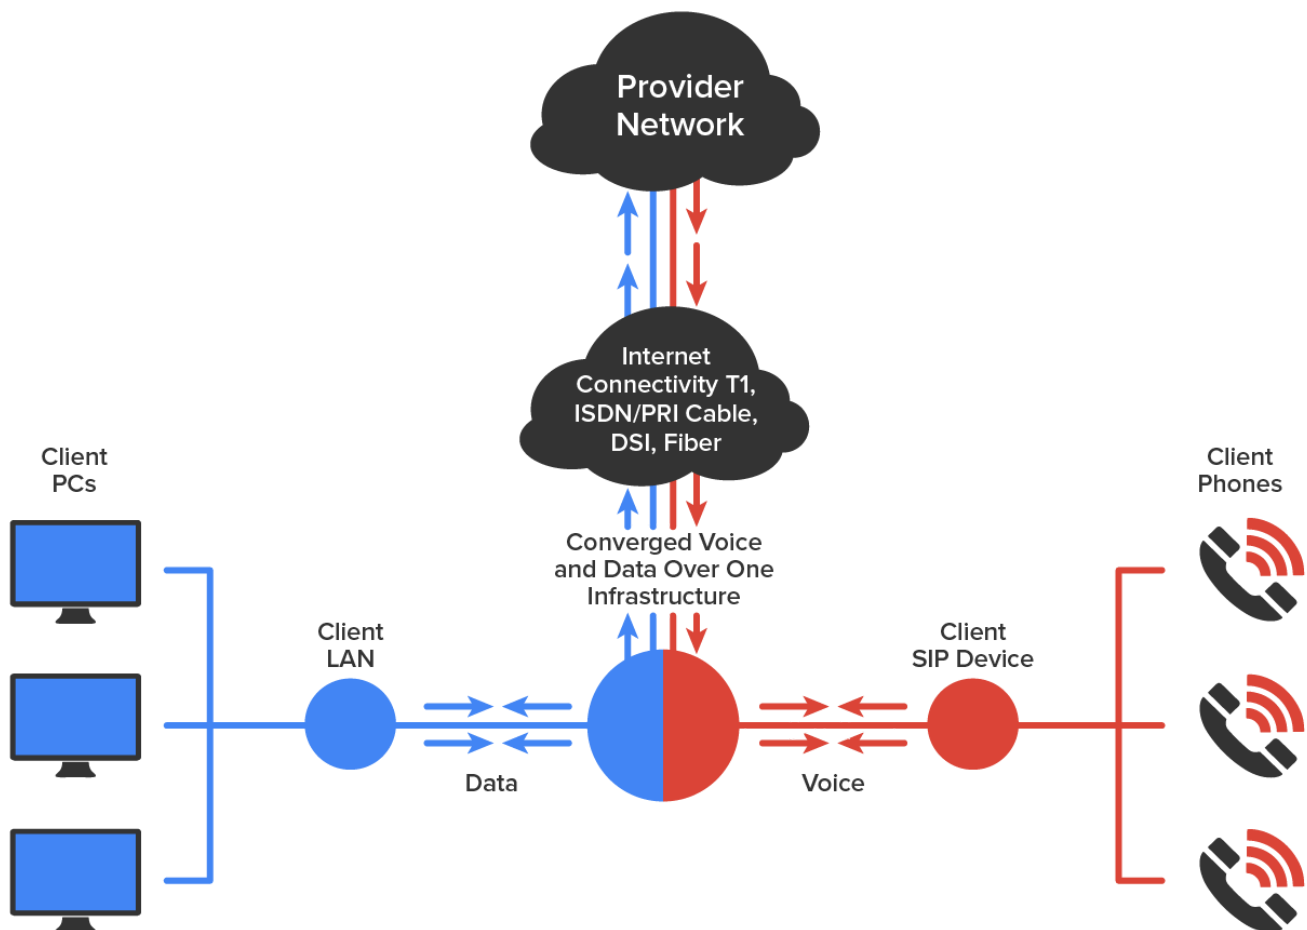 Provider
Network
Internet
Connectivity T1,
ISDN/PRI Cable,
DSI, Fiber
Client
PCs
Client
Phones
Converged Voice
and Data Over One
Infrastructure
Client
LAN
Client
SIP Device
Data
Voice